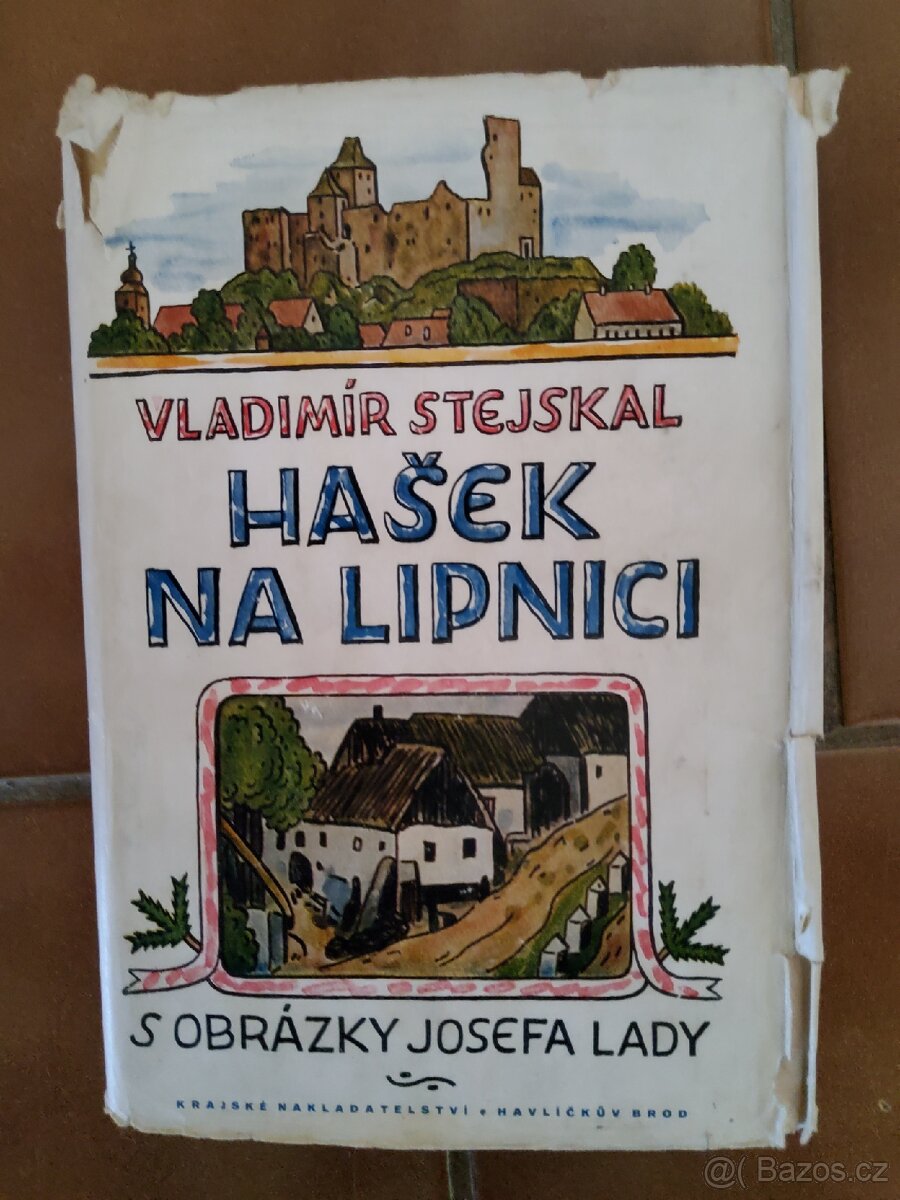 VLADIMÍR STEJSKAL
HAŠEK
NA LIPNICI
S OBRÁZKY JOSEFA LADY
KRAJSKÉ NAKLADATELSTVÍ • HAVLÍČKŮV BROD
@( Bazos.cz